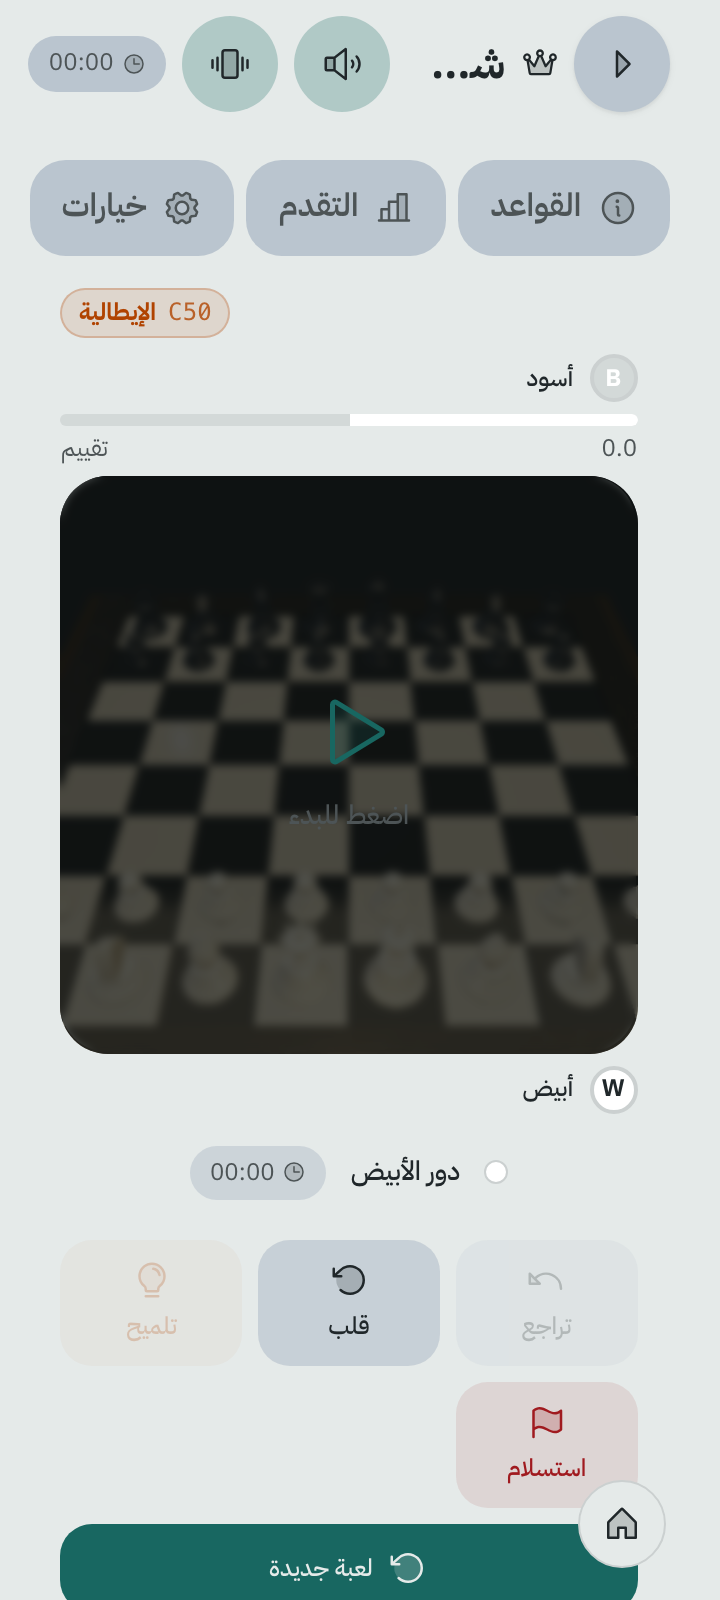 شـ... 00:00
القواعد التقدم خيارات
C50 الإيطالية
B أسود
0.0 تقييم
اضغط للبدء
W أبيض
دور الأبيض 00:00
تراجع قلب تلميح
استسلام
لعبة جديدة